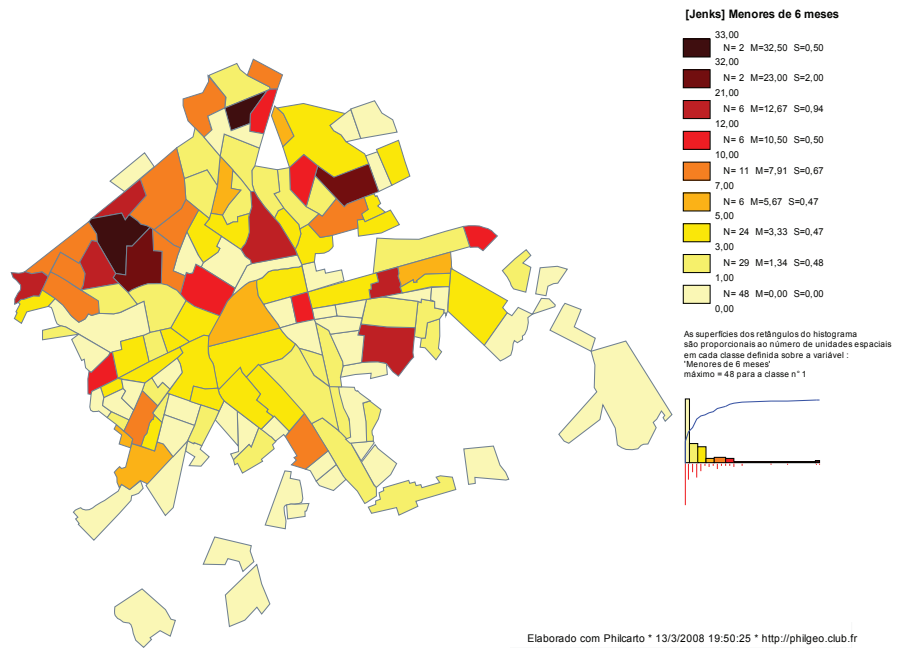 [Jenks] Menores de 6 meses
33,00
N= 2 M=32,50 S=0,50
32,00
N= 2 M=23,00 S=2,00
21,00
N= 6 M=12,67 S=0,94
12,00
N= 6 M=10,50 S=0,50
10,00
N= 11 M=7,91 S=0,67
7,00
N= 6 M=5,67 S=0,47
5,00
N= 24 M=3,33 S=0,47
3,00
N= 29 M=1,34 S=0,48
1,00
N= 48 M=0,00 S=0,00
0,00
As superfícies dos retângulos do histograma
são proporcionais ao número de unidades espaciais
em cada classe definida sobre a variável :
'Menores de 6 meses'
máximo = 48 para a classe n° 1
Elaborado com Philcarto * 13/3/2008 19:50:25 * http://philgeo.club.fr